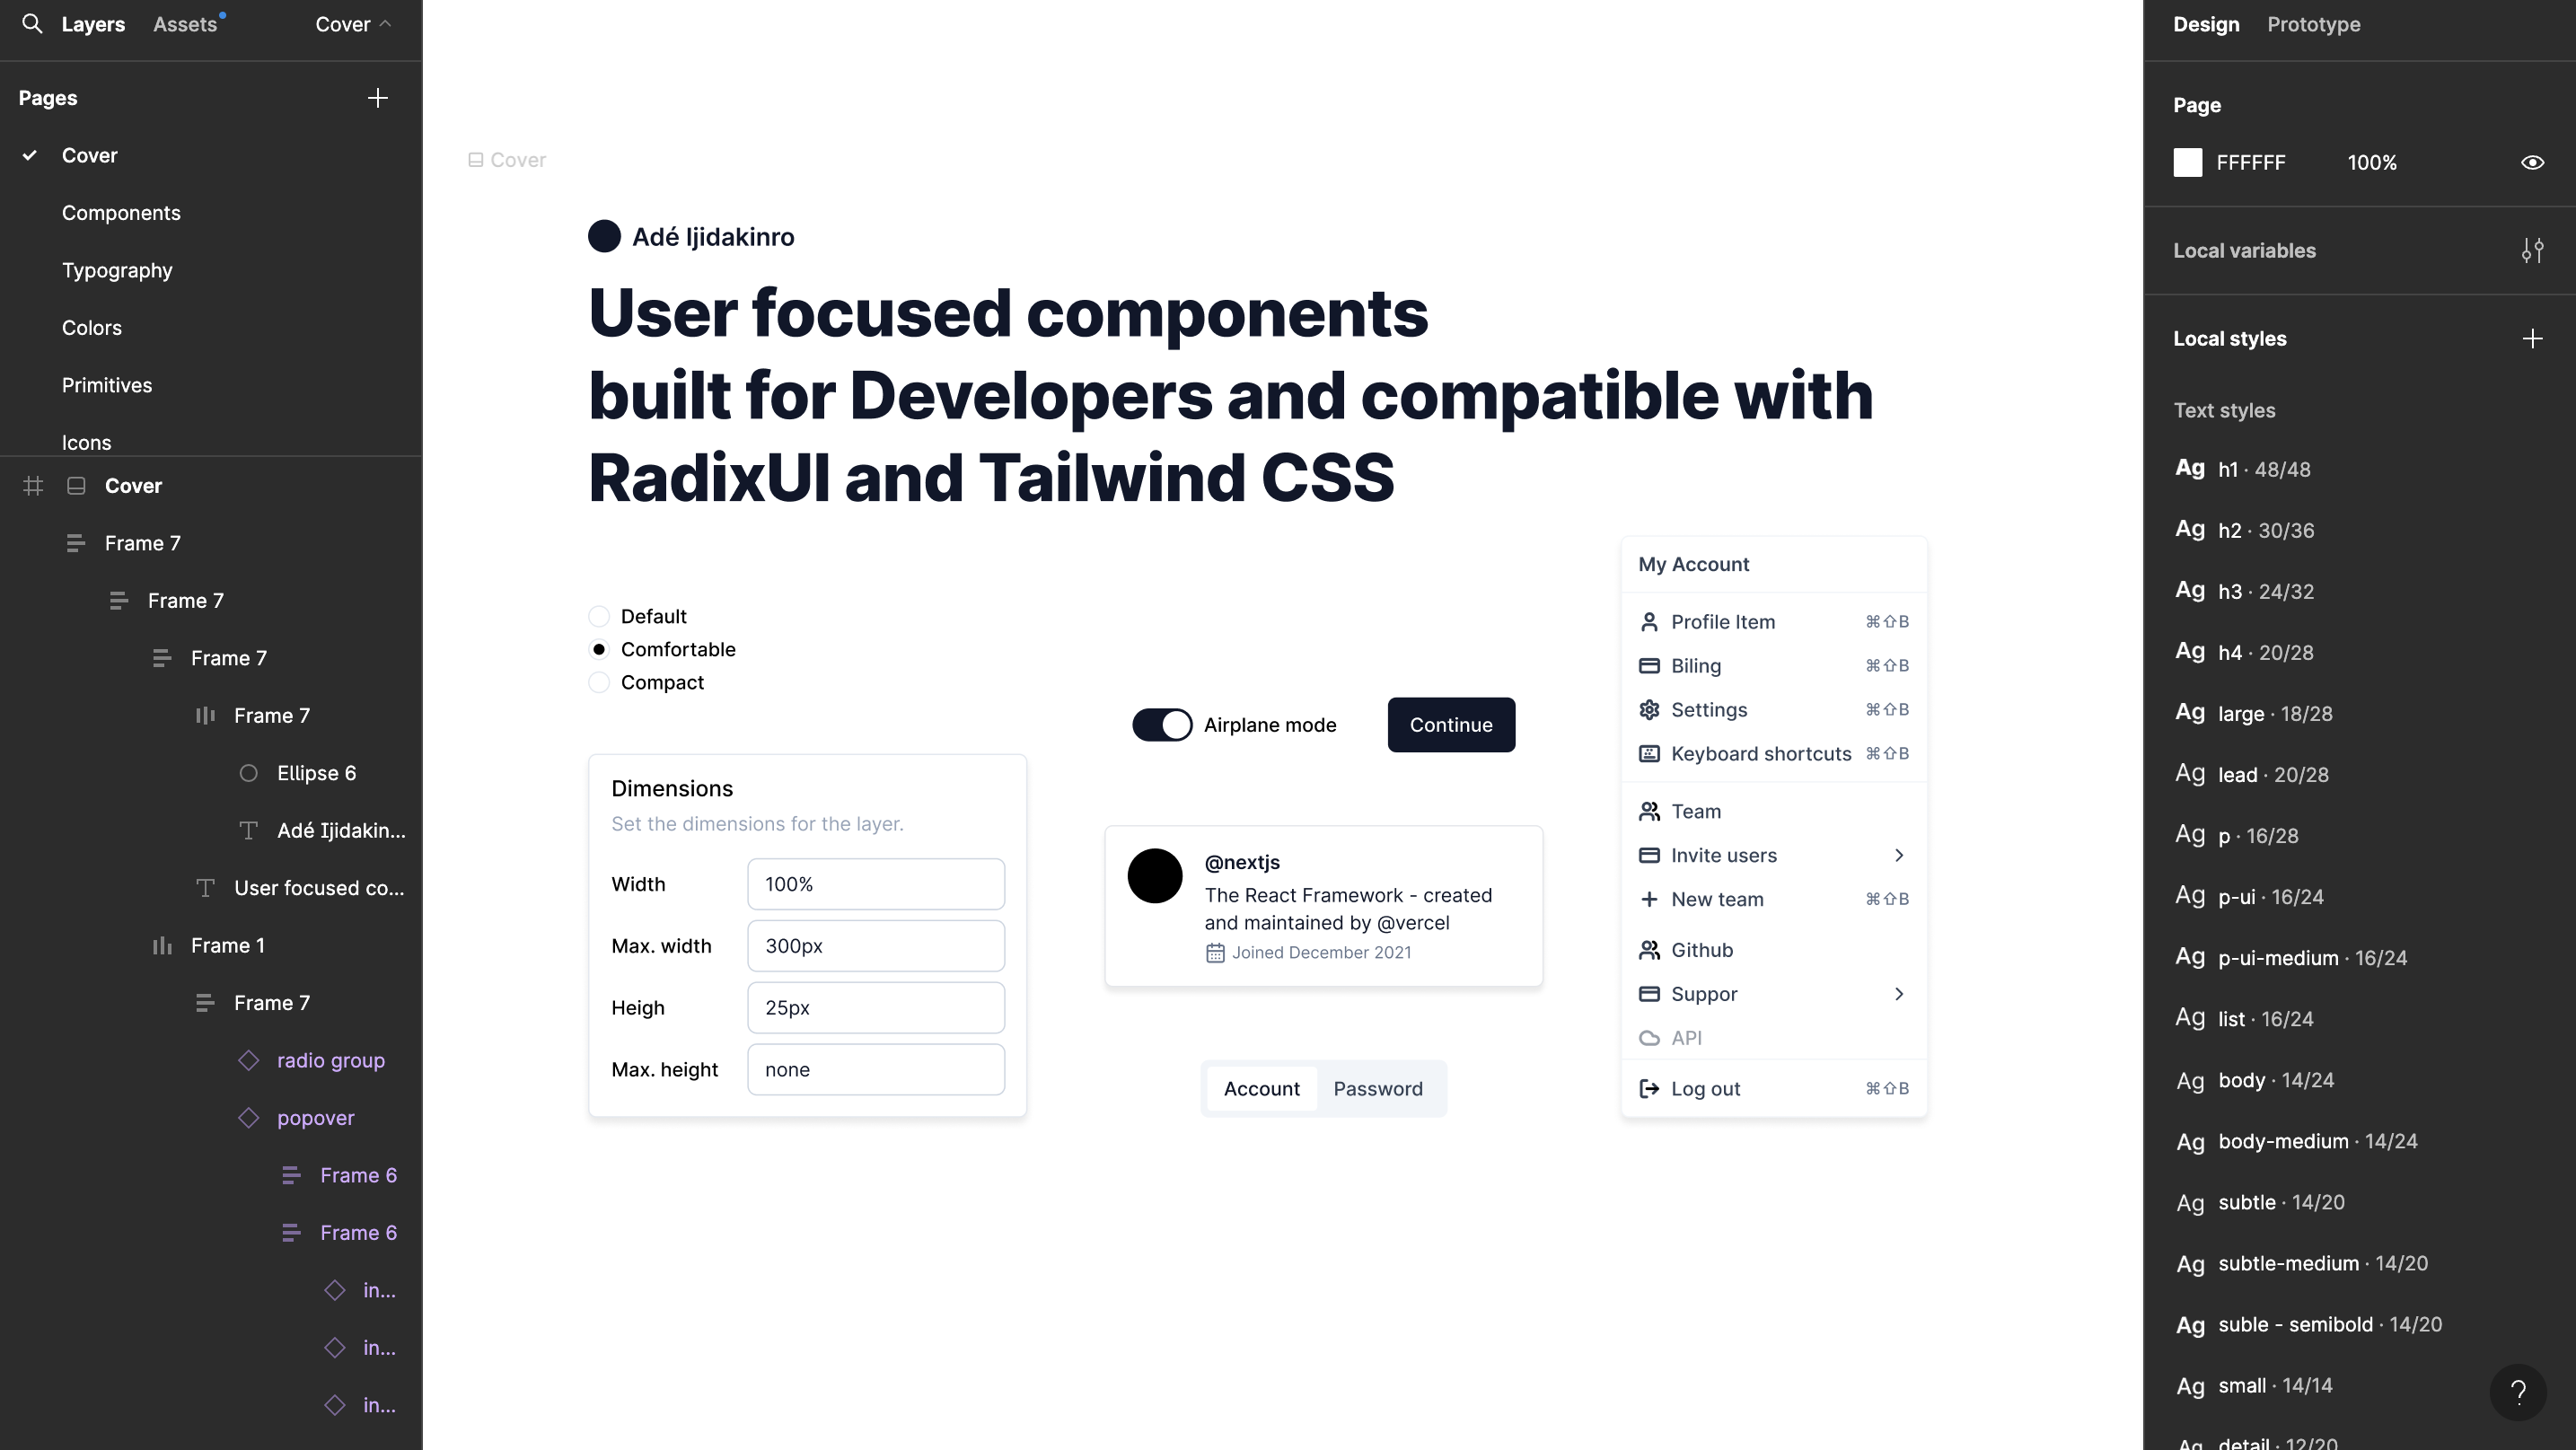 Layers Assets Cover
Pages
Cover
Components
Typography
Colors
Primitives
Icons
Cover
Frame 7
Frame 7
Frame 7
Frame 7
Ellipse 6
Adé Ijidakin...
User focused co...
Frame 1
Frame 7
radio group
popover
Frame 6
Frame 6
in...
in...
in...
Cover
Adé Ijidakinro
User focused components
built for Developers and compatible with
RadixUI and Tailwind CSS
Default
Comfortable
Compact
Dimensions
Set the dimensions for the layer.
Width 100%
Max. width 300px
Heigh 25px
Max. height none
Airplane mode
Continue
@nextjs
The React Framework - created
and maintained by @vercel
Joined December 2021
Account Password
My Account
Profile Item ⌘⇧B
Biling ⌘⇧B
Settings ⌘⇧B
Keyboard shortcuts ⌘⇧B
Team
Invite users
New team ⌘⇧B
Github
Suppor
API
Log out ⌘⇧B
Design Prototype
Page
FFFFFF 100%
Local variables
Local styles
Text styles
Ag h1 · 48/48
Ag h2 · 30/36
Ag h3 · 24/32
Ag h4 · 20/28
Ag large · 18/28
Ag lead · 20/28
Ag p · 16/28
Ag p-ui · 16/24
Ag p-ui-medium · 16/24
Ag list · 16/24
Ag body · 14/24
Ag body-medium · 14/24
Ag subtle · 14/20
Ag subtle-medium · 14/20
Ag suble - semibold · 14/20
Ag small · 14/14
Ag detail · 12/20
?